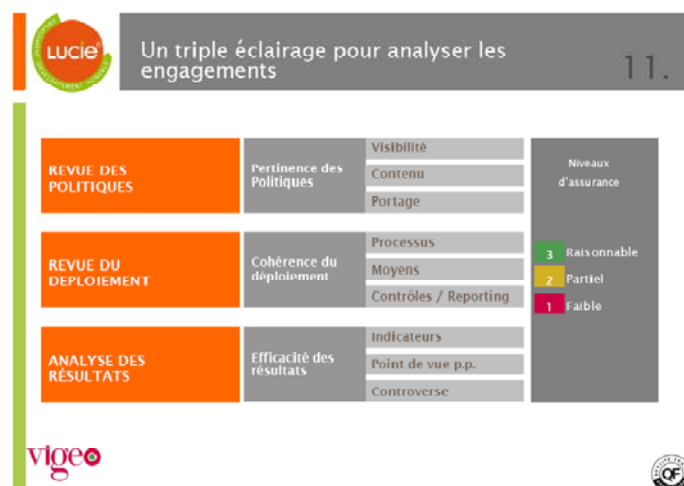 LUCIE
Un triple éclairage pour analyser les
engagements
11.
REVUE DES
POLITIQUES
Pertinence des
Politiques
Visibilité
Contenu
Portage
Niveaux
d'assurance
REVUE DU
DEPLOIEMENT
Cohérence du
déploiement
Processus
Moyens
Contrôles / Reporting
3 Raisonnable
2 Partiel
1 Faible
ANALYSE DES
RÉSULTATS
Efficacité des
résultats
Indicateurs
Point de vue p.p.
Controverse
vigeo
QF